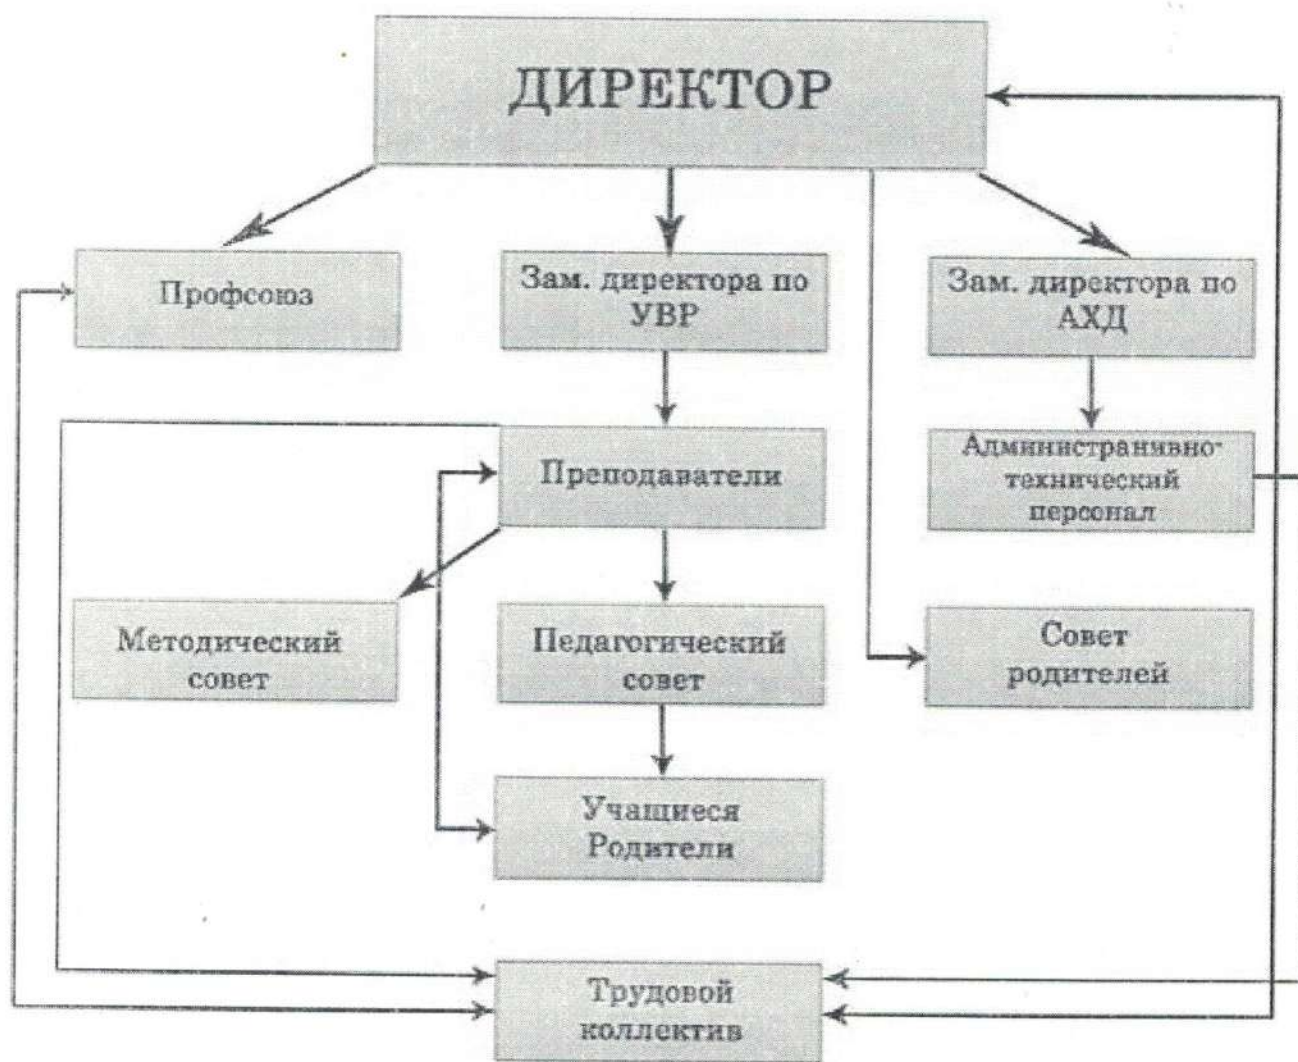 ДИРЕКТОР
Профсоюз
Зам. директора по
УВР
Зам. директора по
АХД
Преподаватели
Администранивно-
технический
персонал
Методический
совет
Педагогический
совет
Совет
родителей
Учащиеся
Родители
Трудовой
коллектив